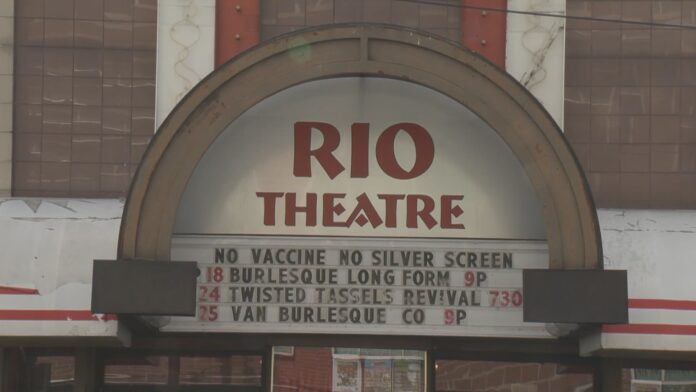 RIO
THEATRE
NO VACCINE NO SILVER SCREEN
18 BURLESQUE LONG FORM 9P
24 TWISTED TASSELS REVIVAL 730
25 VAN BURLESQUE CO 9P